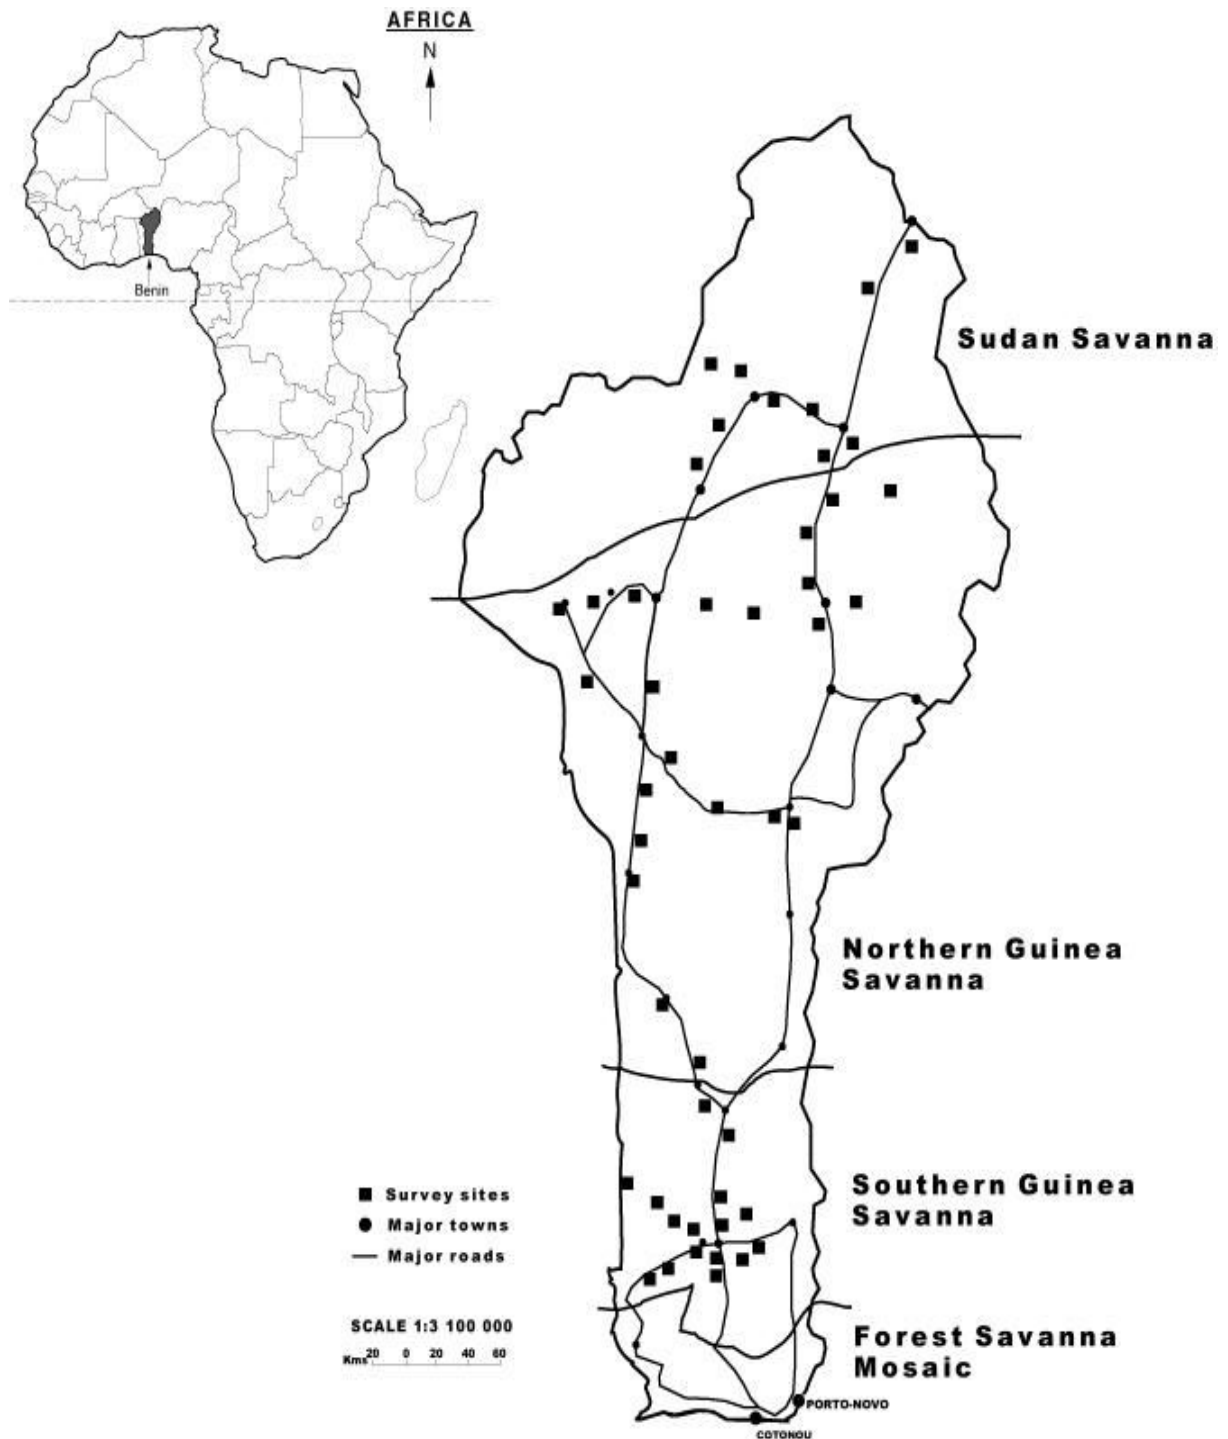 AFRICA
N
Benin
Sudan Savanna
Northern Guinea
Savanna
Survey sites
Major towns
Major roads
Southern Guinea
Savanna
SCALE 1:3 100 000
Kms 20 0 20 40 60
Forest Savanna
Mosaic
PORTO-NOVO
COTONOU